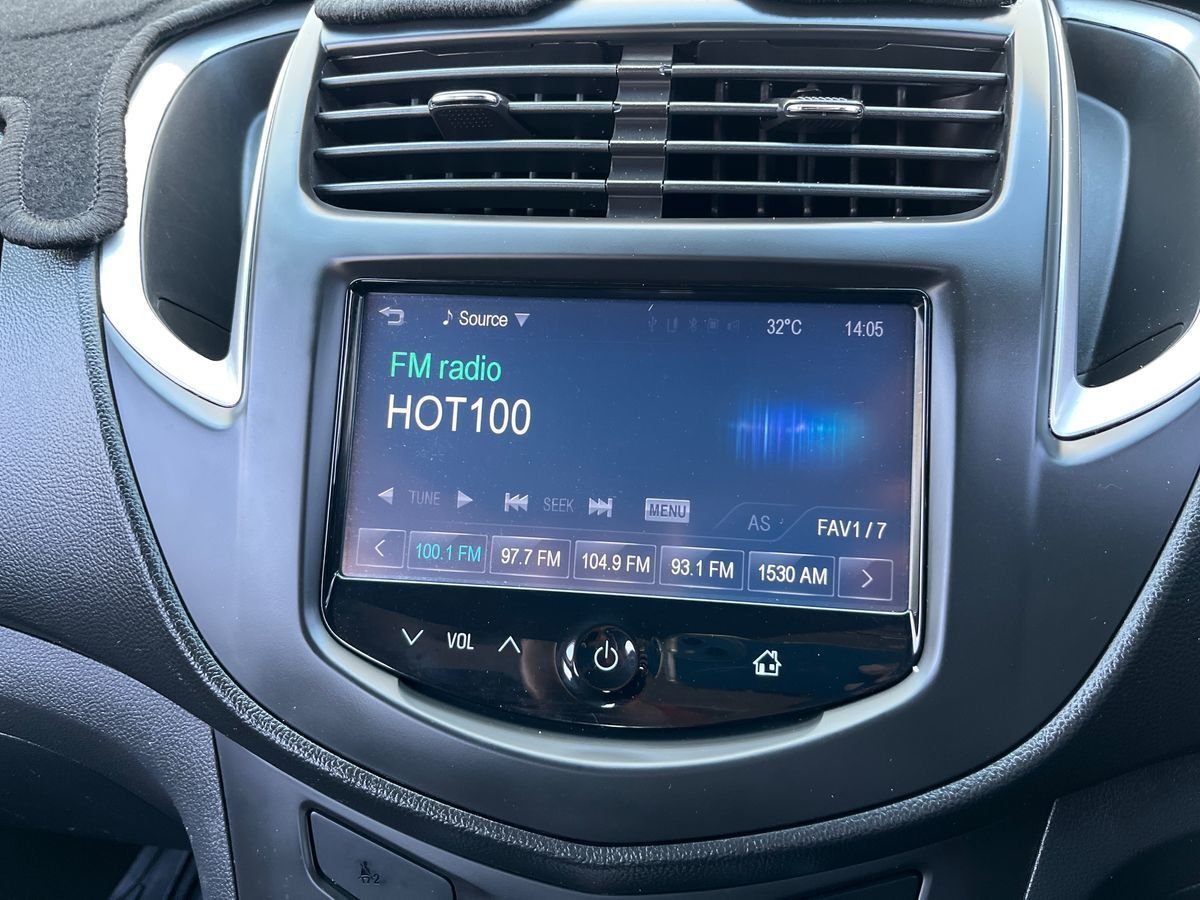 Source 32°C 14:05
FM radio
HOT100
TUNE SEEK MENU AS FAV1/7
100.1 FM 97.7 FM 104.9 FM 93.1 FM 1530 AM
VOL
2